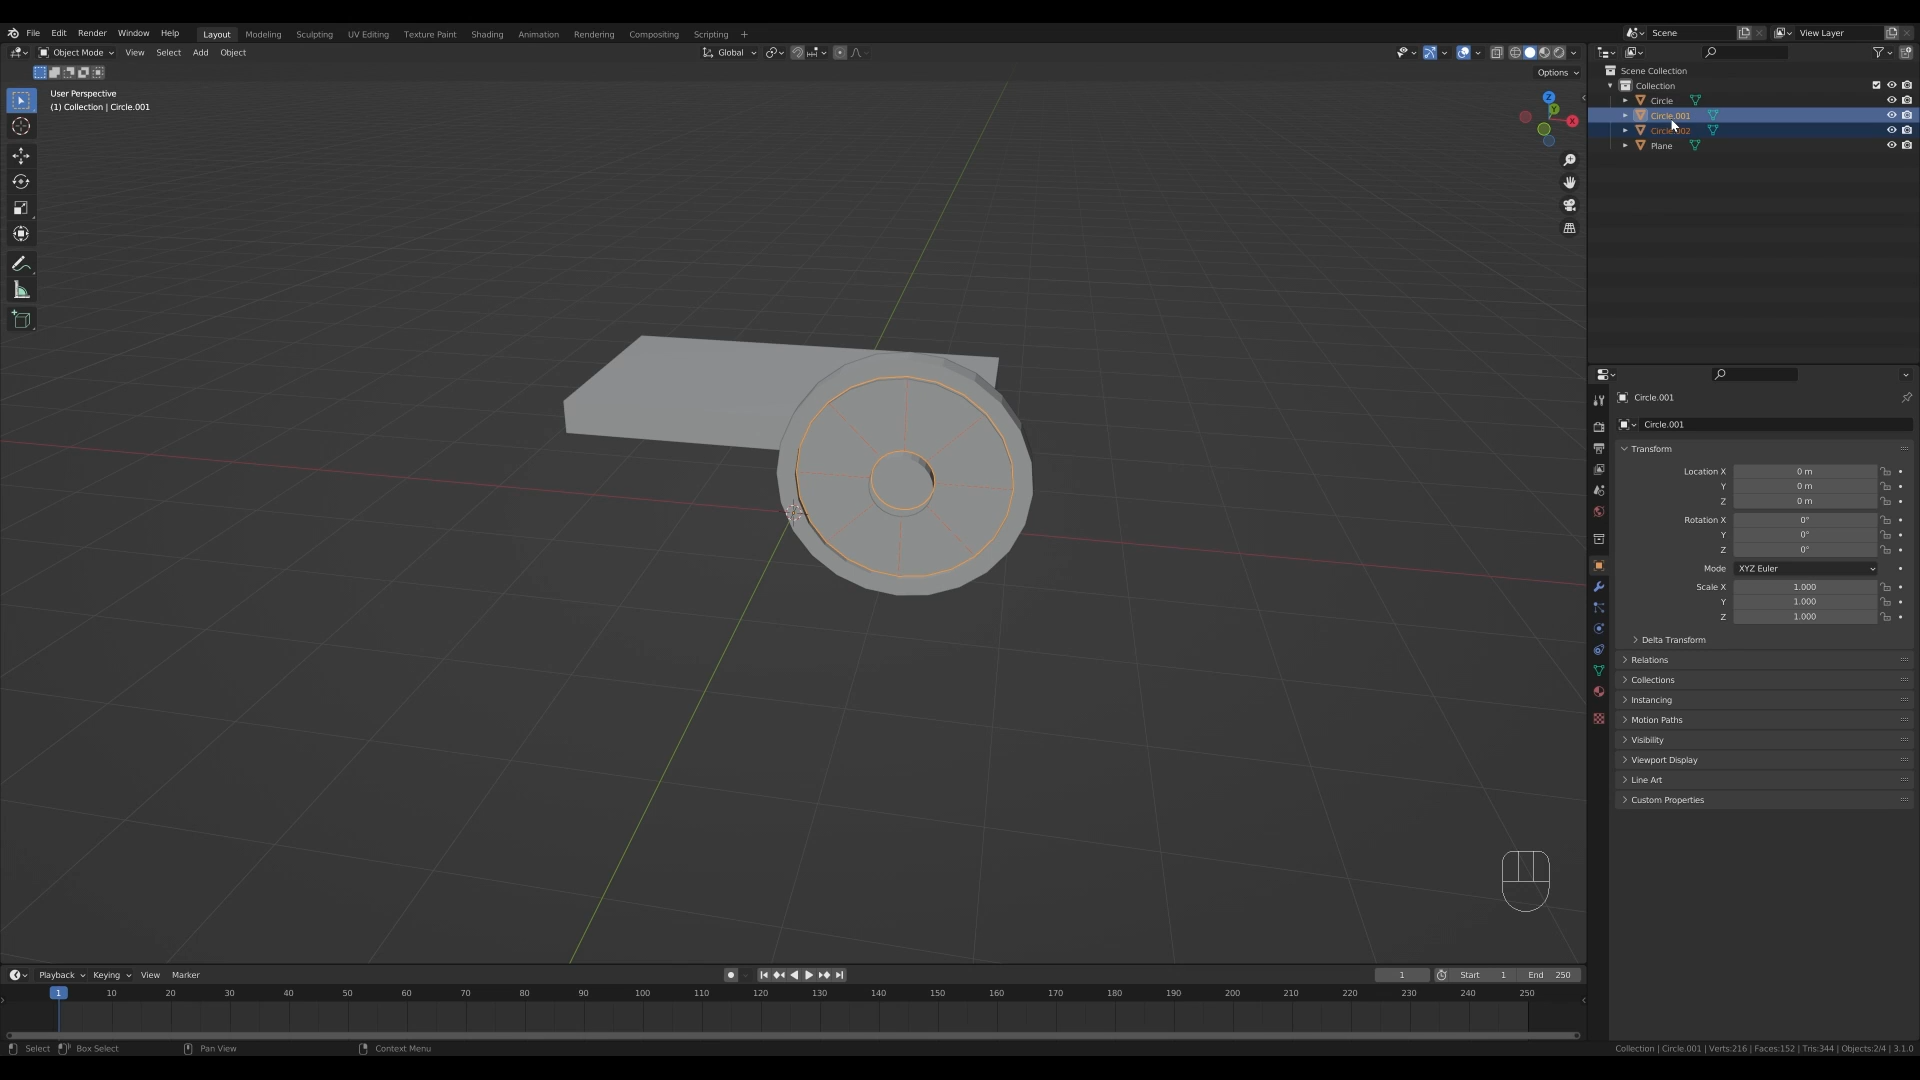 File Edit Render Window Help Layout Modeling Sculpting UV Editing Texture Paint Shading Animation Rendering Compositing Scripting + Scene View Layer
Object Mode View Select Add Object Global
Options
User Perspective
(1) Collection | Circle.001
Z
Y
X
Scene Collection
Collection
Circle
Circle.001
Circle.002
Plane
Circle.001
Circle.001
Transform
Location X 0 m
Y 0 m
Z 0 m
Rotation X 0°
Y 0°
Z 0°
Mode XYZ Euler
Scale X 1.000
Y 1.000
Z 1.000
Delta Transform
Relations
Collections
Instancing
Motion Paths
Visibility
Viewport Display
Line Art
Custom Properties
Playback Keying View Marker 1 Start 1 End 250
1 10 20 30 40 50 60 70 80 90 100 110 120 130 140 150 160 170 180 190 200 210 220 230 240 250
Select Box Select Pan View Context Menu Collection | Circle.001 | Verts:216 | Faces:152 | Tris:344 | Objects:2/4 | 3.1.0